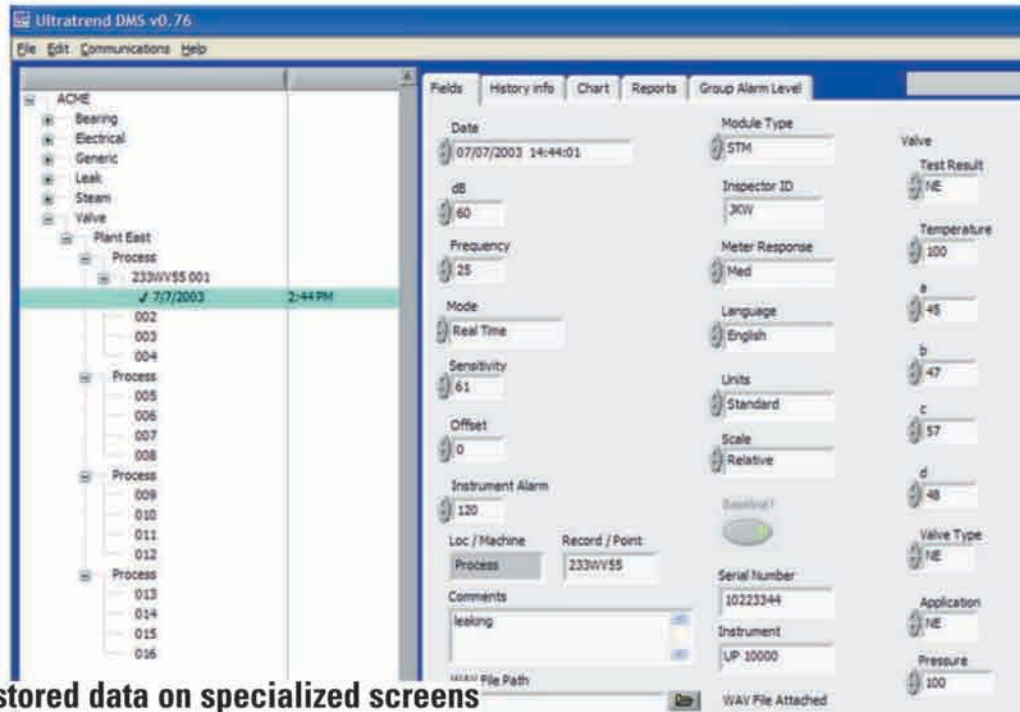 Ultratrend DMS v0.76
File Edit Communications Help
ACME
Bearing
Electrical
Generic
Leak
Steam
Valve
Plant East
Process
233WV55 001
✓ 7/7/2003 2:44 PM
002
003
004
Process
005
006
007
008
Process
009
010
011
012
Process
013
014
015
016
Fields History info Chart Reports Group Alarm Level
Date
07/07/2003 14:44:01
dB
60
Frequency
25
Mode
Real Time
Sensitivity
61
Offset
0
Instrument Alarm
120
Loc / Machine Record / Point
Process 233WV55
Comments
leaking
WAV File Path
Module Type
STM
Inspector ID
JKW
Meter Response
Med
Language
English
Units
Standard
Scale
Relative
Baseline?
Serial Number
10223344
Instrument
UP 10000
WAV File Attached
Valve
Test Result
NE
Temperature
100
a
45
b
47
c
57
d
48
Valve Type
NE
Application
NE
Pressure
100
stored data on specialized screens